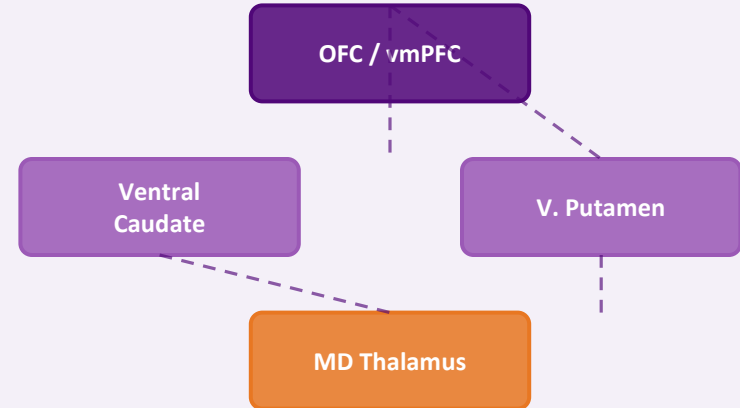 OFC / vmPFC
Ventral
Caudate
V. Putamen
MD Thalamus